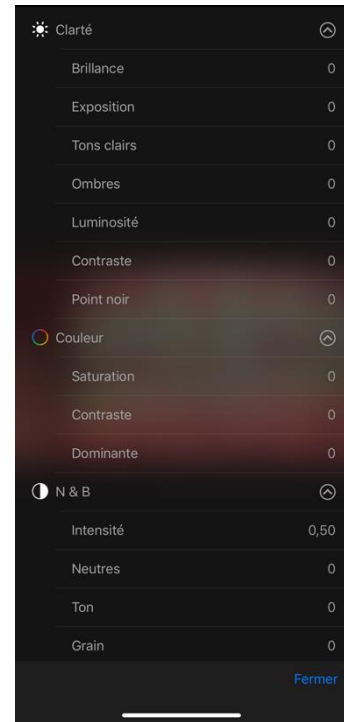 Clarté
Brillance 0
Exposition 0
Tons clairs 0
Ombres 0
Luminosité 0
Contraste 0
Point noir 0
Couleur
Saturation 0
Contraste 0
Dominante 0
N & B
Intensité 0,50
Neutres 0
Ton 0
Grain 0
Fermer